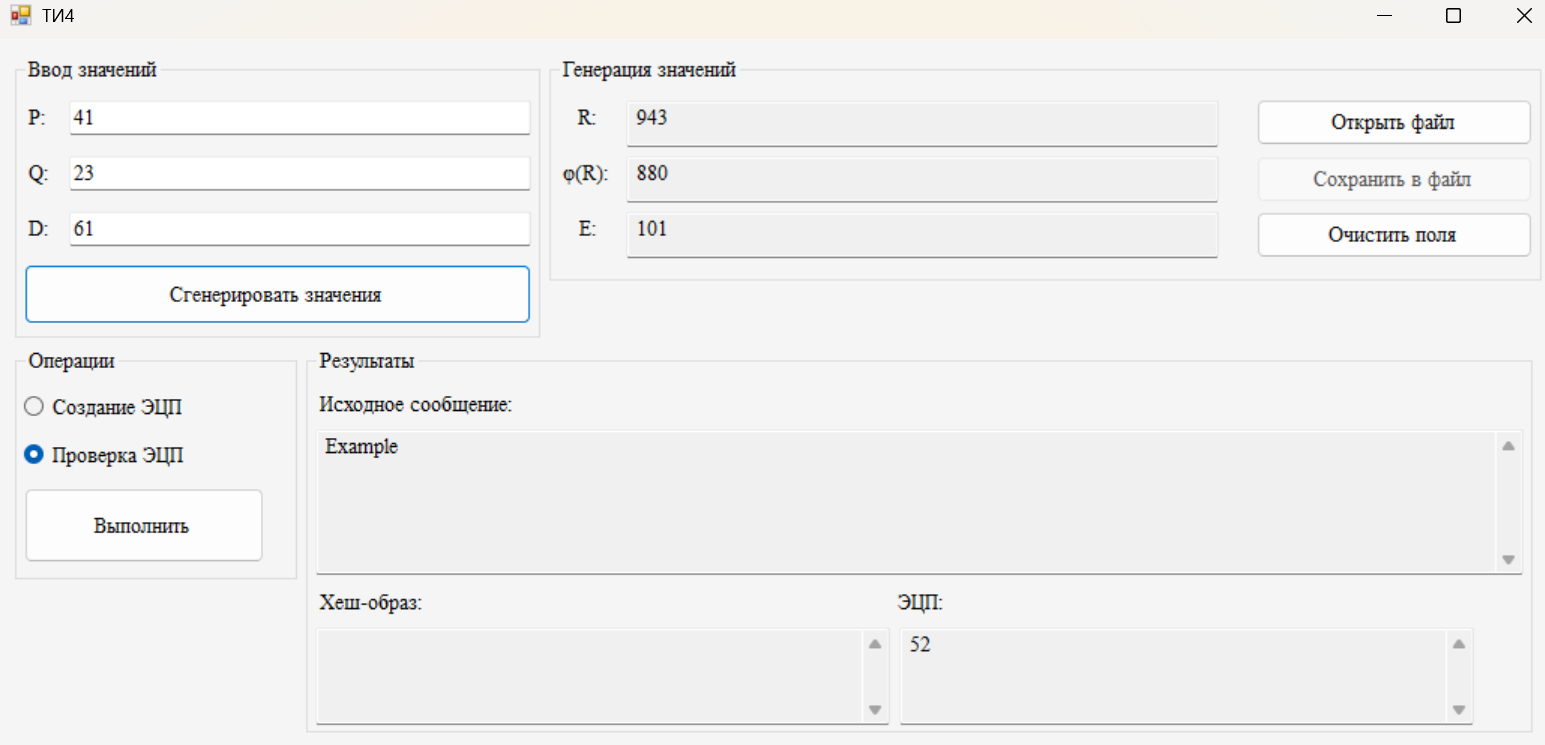 ТИ4
Ввод значений
P: 41
Q: 23
D: 61
Сгенерировать значения
Генерация значений
R: 943
φ(R): 880
E: 101
Открыть файл
Сохранить в файл
Очистить поля
Операции
Создание ЭЦП
Проверка ЭЦП
Выполнить
Результаты
Исходное сообщение:
Example
Хеш-образ:
ЭЦП:
52